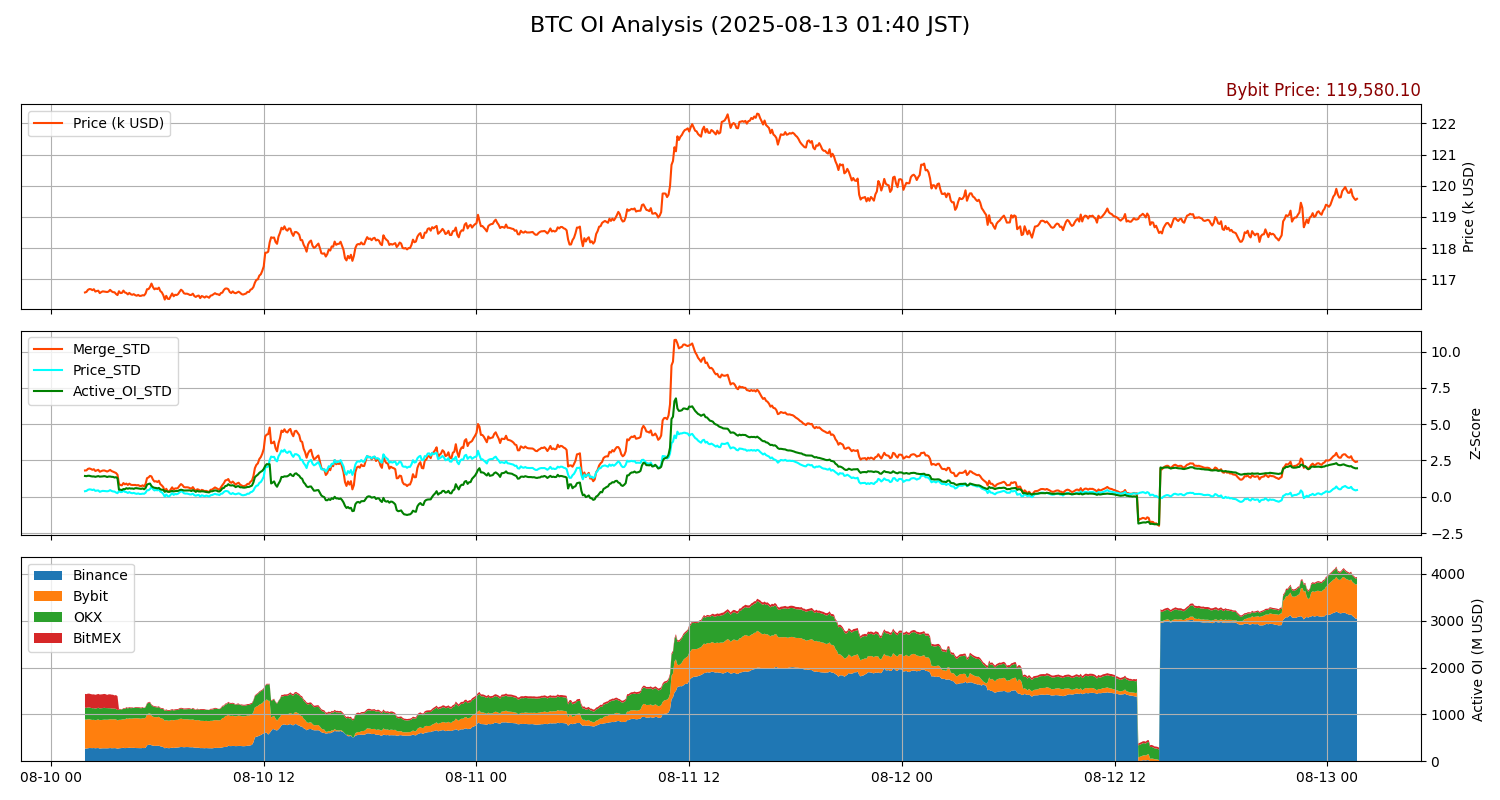 BTC OI Analysis (2025-08-13 01:40 JST)
Bybit Price: 119,580.10
Price (k USD)
122
121
120
119
118
117
Price (k USD)
Merge_STD
Price_STD
Active_OI_STD
10.0
7.5
5.0
2.5
0.0
−2.5
Z-Score
Binance
Bybit
OKX
BitMEX
4000
3000
2000
1000
0
Active OI (M USD)
08-10 00
08-10 12
08-11 00
08-11 12
08-12 00
08-12 12
08-13 00